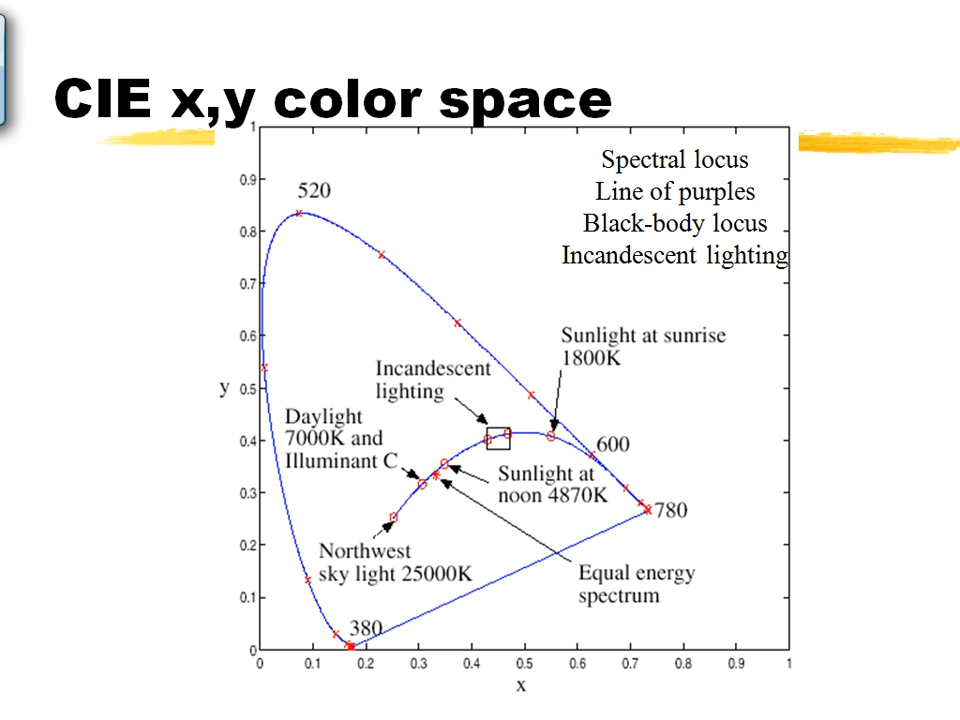 CIE x,y color space
Spectral locus
Line of purples
Black-body locus
Incandescent lighting
1
0.9
0.8
0.7
0.6
0.5
0.4
0.3
0.2
0.1
0
y
520
Sunlight at sunrise
1800K
Incandescent
lighting
Daylight
7000K and
Illuminant C
600
Sunlight at
noon 4870K
780
Northwest
sky light 25000K
Equal energy
spectrum
380
0 0.1 0.2 0.3 0.4 0.5 0.6 0.7 0.8 0.9 1
x